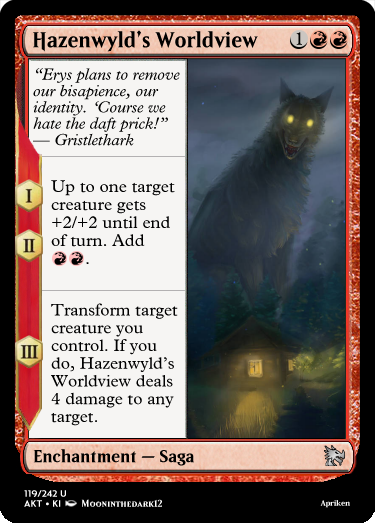 Hazenwyld's Worldview 1
“Erys plans to remove
our bisapience, our
identity. ‘Course we
hate the daft prick!”
— Gristlethark
I
II
Up to one target
creature gets
+2/+2 until end
of turn. Add
.
III
Transform target
creature you
control. If you
do, Hazenwyld's
Worldview deals
4 damage to any
target.
Enchantment — Saga
119/242 U
AKT • KI Mooninthedark12
Apriken